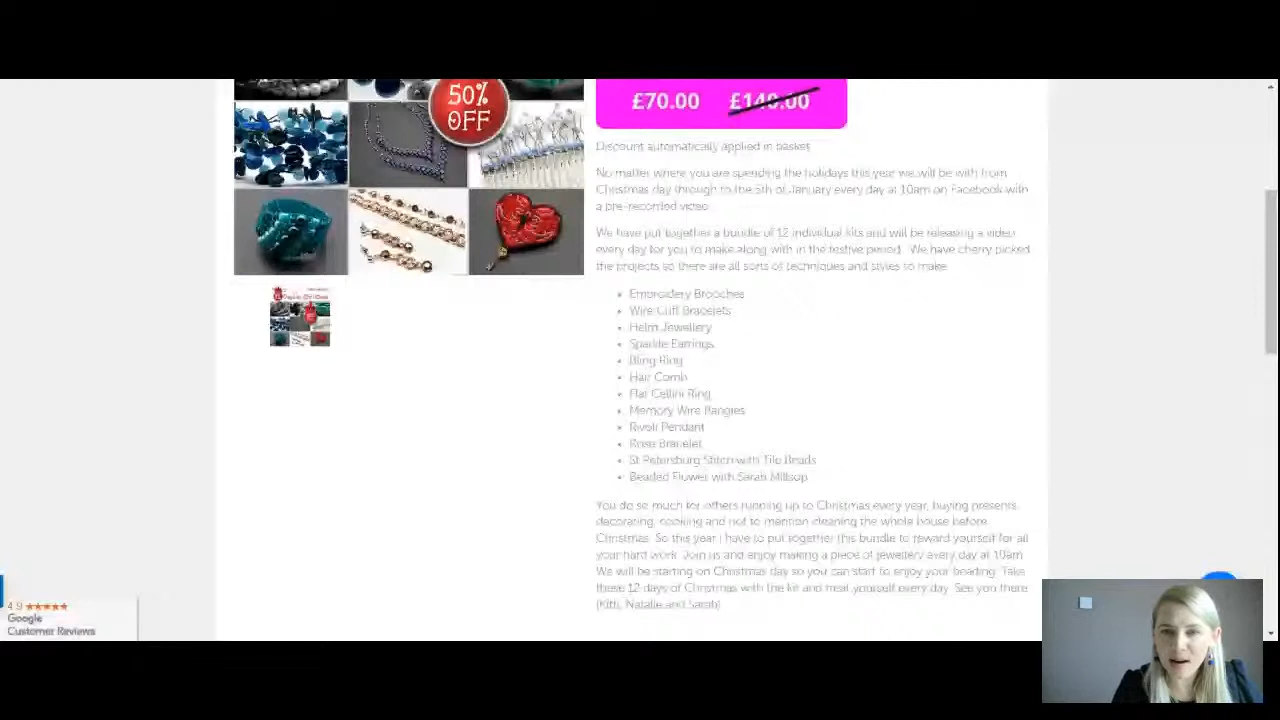 50%
OFF
£70.00 £140.00
Discount automatically applied in basket
No matter where you are spending the holidays this year we will be with from
Christmas day through to the 5th of January every day at 10am on Facebook with
a pre-recorded video.
We have put together a bundle of 12 individual kits and will be releasing a video
every day for you to make along with in the festive period. We have cherry picked
the projects so there are all sorts of techniques and styles to make.
Embroidery Brooches
Wire Cuff Bracelets
Helm Jewellery
Sparkle Earrings
Bling Ring
Hair Comb
Flat Cellini Ring
Memory Wire Bangles
Rivoli Pendant
Rose Bracelet
St Petersburg Stitch with Tile Beads
Beaded Flower with Sarah Millsop
You do so much for others running up to Christmas every year, buying presents,
decorating, cooking and not to mention cleaning the whole house before
Christmas. So this year I have to put together this bundle to reward yourself for all
your hard work. Join us and enjoy making a piece of jewellery every day at 10am.
We will be starting on Christmas day so you can start to enjoy your beading. Take
these 12 days of Christmas with the kit and treat yourself every day. See you there
(Kitti, Natalie and Sarah)
4.9 ★★★★★
Google
Customer Reviews